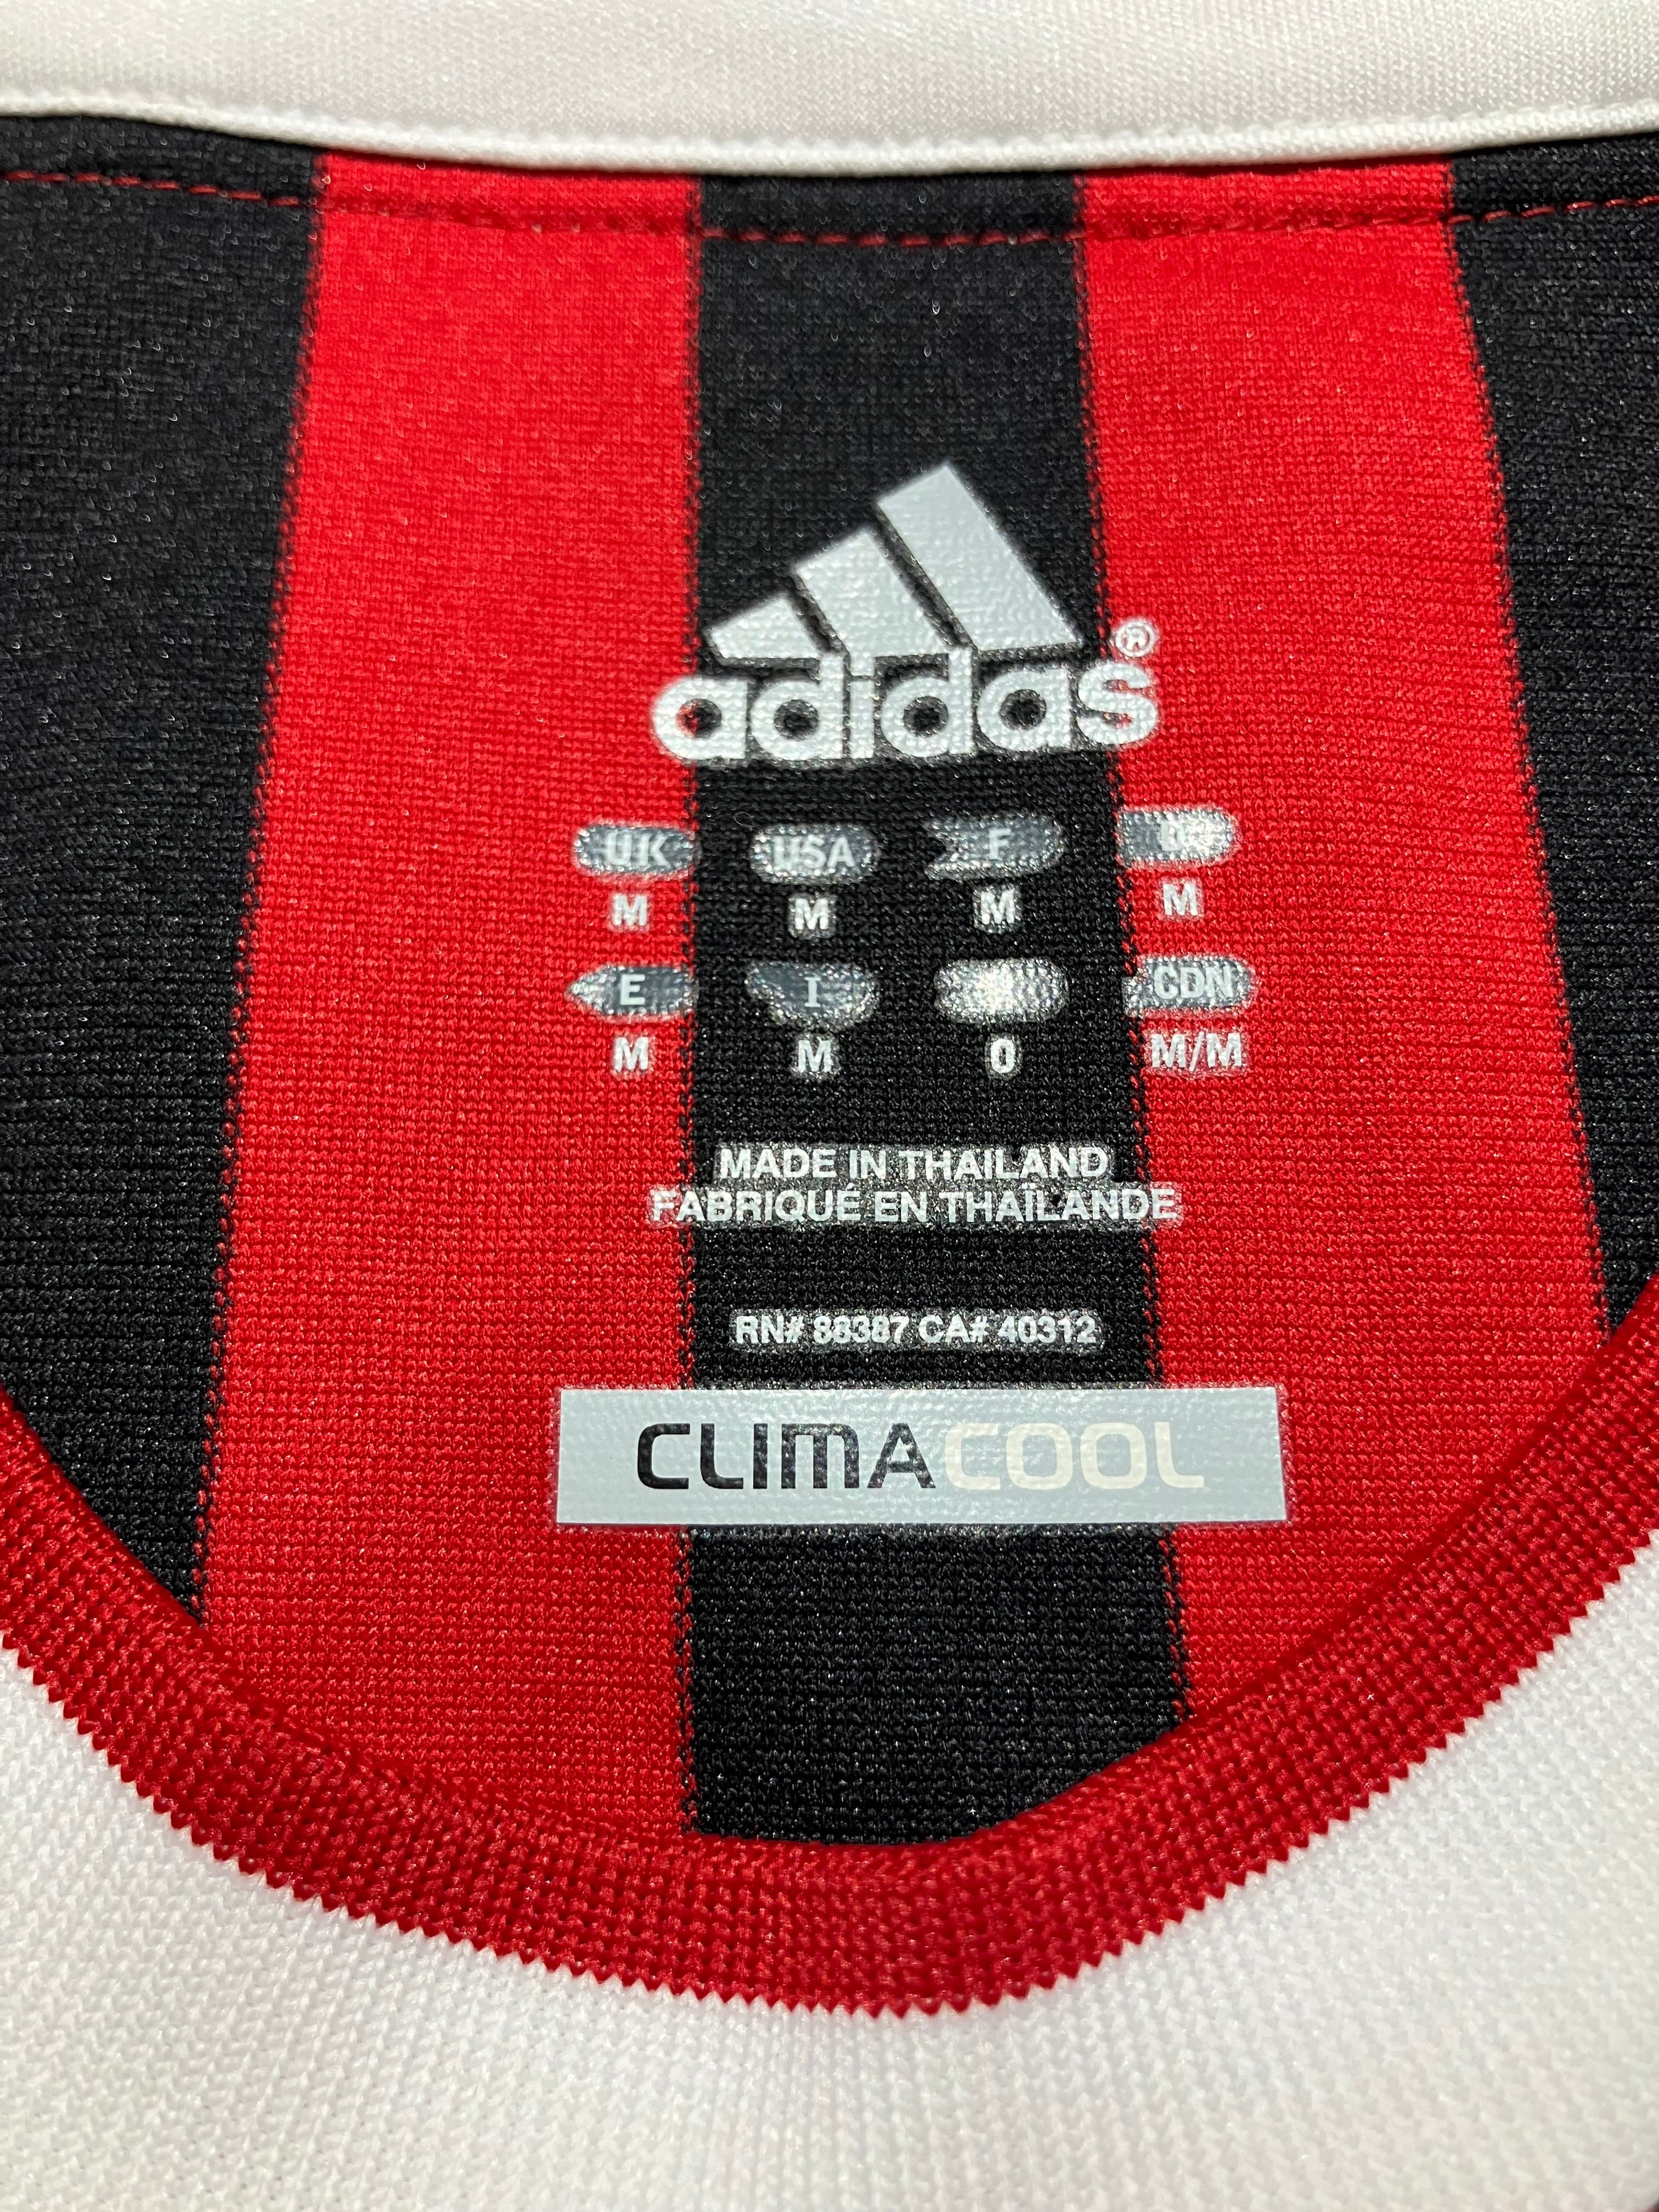 adidas®
UK USA F D
M M M M
E I CDN
M M 0 M/M
MADE IN THAILAND
FABRIQUÉ EN THAÏLANDE
RN# 88387 CA# 40312
CLIMACOOL